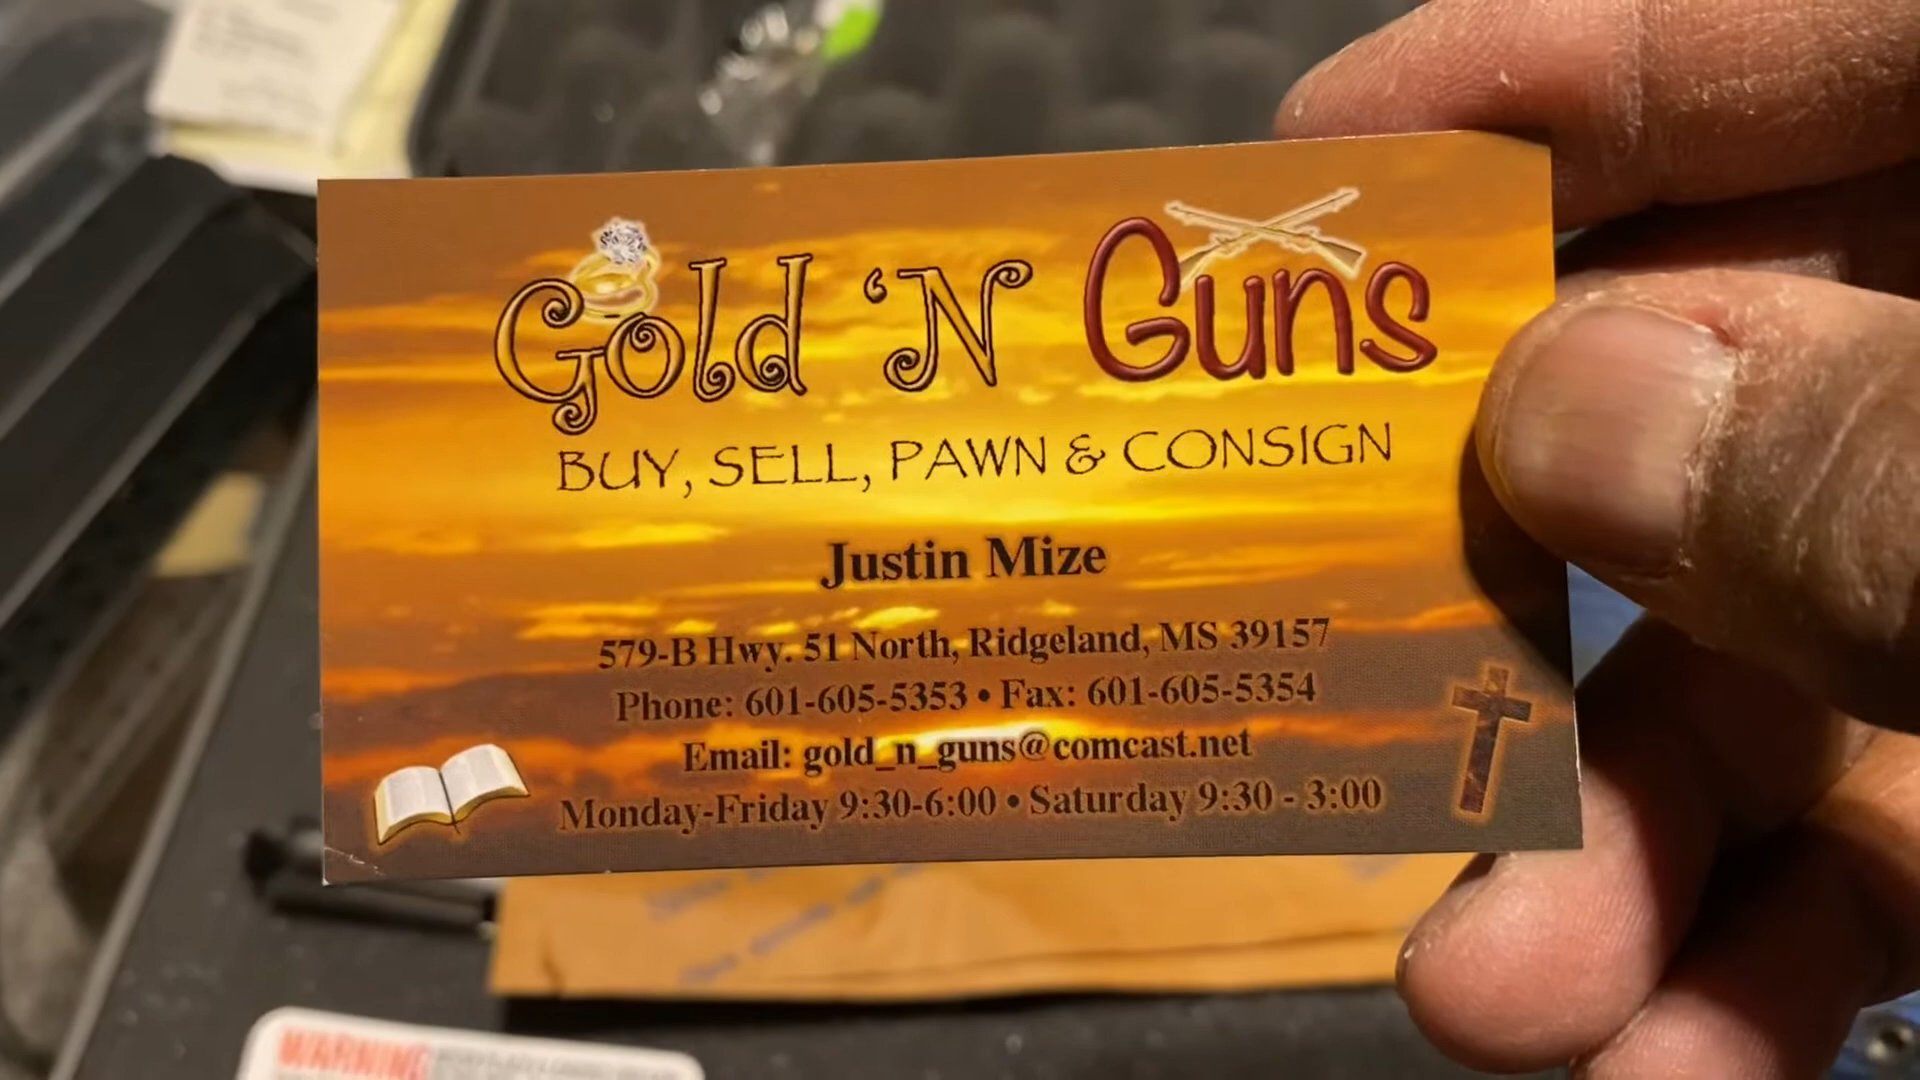 Gold 'N Guns
BUY, SELL, PAWN & CONSIGN
Justin Mize
579-B Hwy. 51 North, Ridgeland, MS 39157
Phone: 601-605-5353 • Fax: 601-605-5354
Email: gold_n_guns@comcast.net
Monday-Friday 9:30-6:00 • Saturday 9:30 - 3:00
WARNING